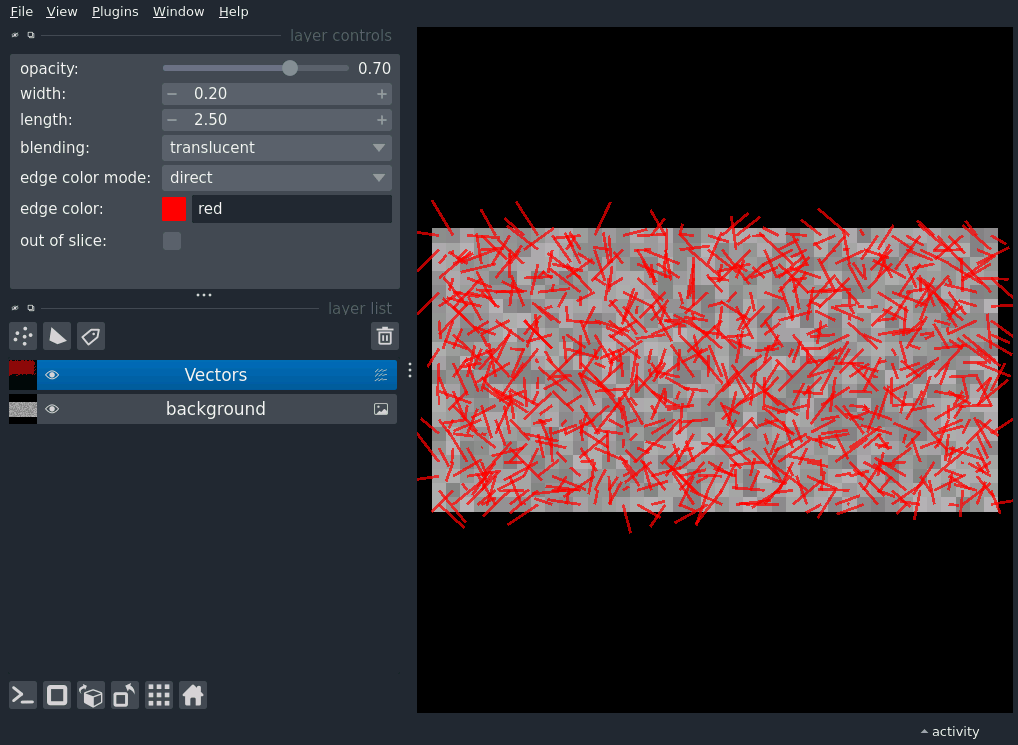 File View Plugins Window Help
layer controls
opacity: 0.70
width: − 0.20 +
length: − 2.50 +
blending: translucent
edge color mode: direct
edge color: red
out of slice:
layer list
Vectors
background
activity